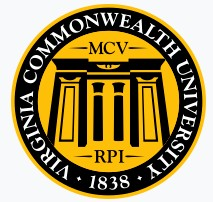 VIRGINIA COMMONWEALTH UNIVERSITY
MCV
RPI
· 1838 ·